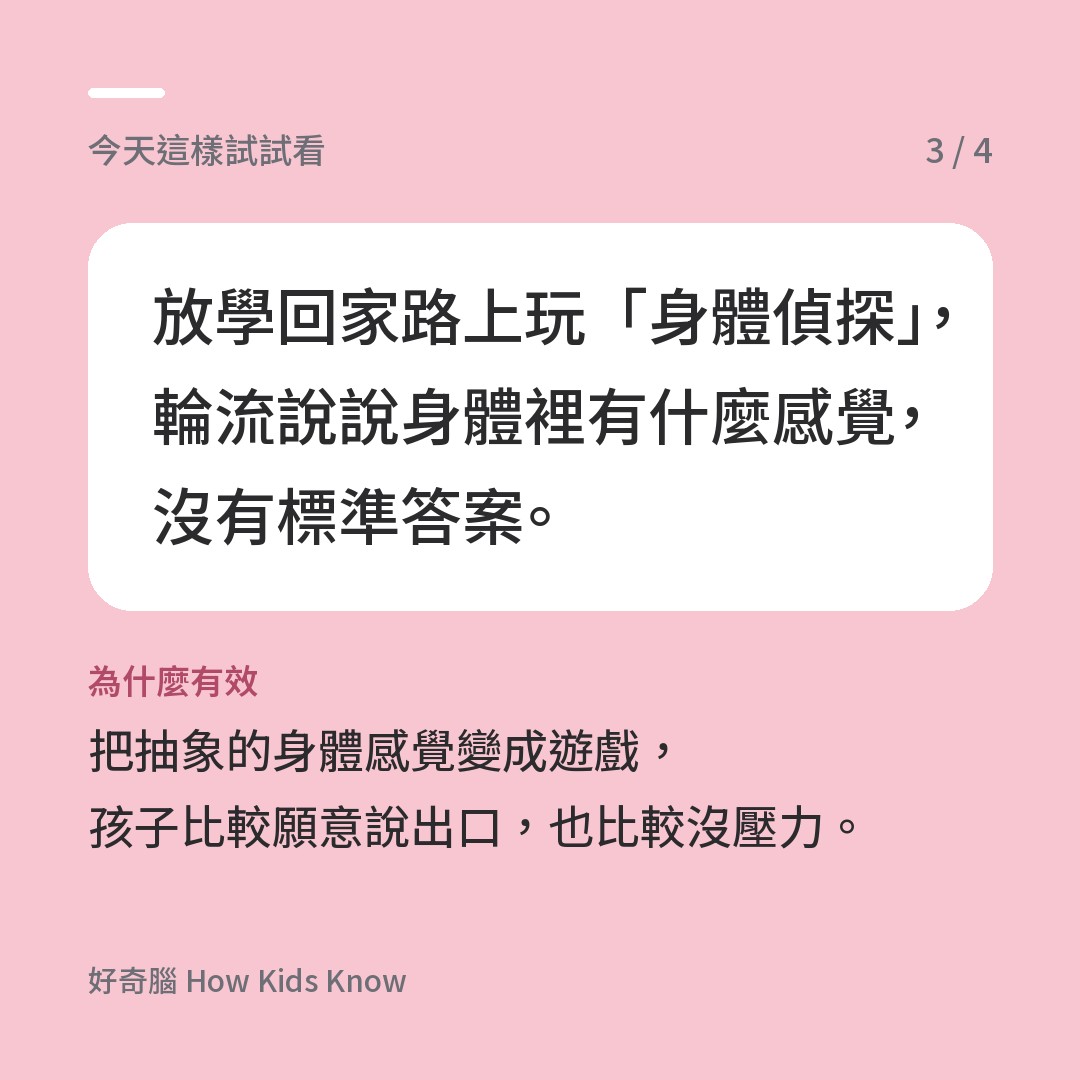 今天這樣試試看
3 / 4
放學回家路上玩「身體偵探」，
輪流說說身體裡有什麼感覺，
沒有標準答案。
為什麼有效
把抽象的身體感覺變成遊戲，
孩子比較願意說出口，也比較沒壓力。
好奇腦 How Kids Know